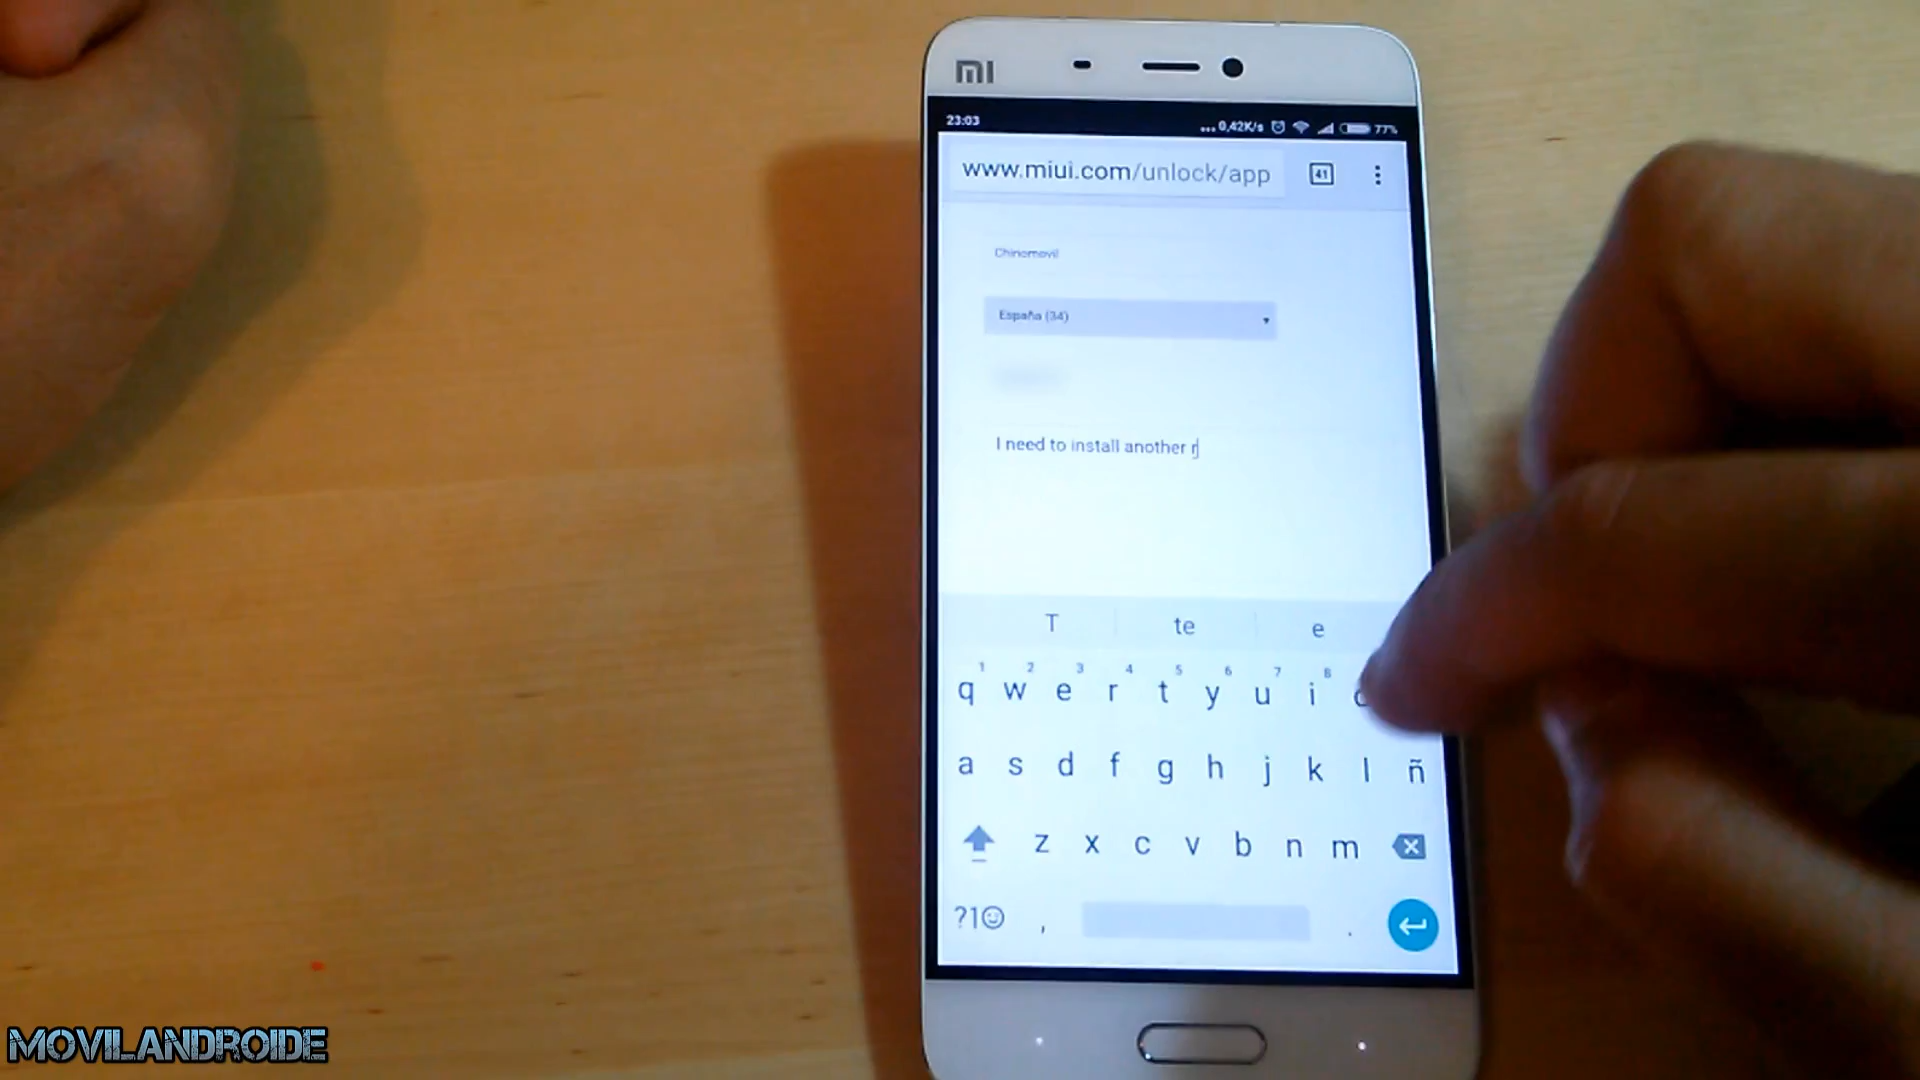 MI
23:03
... 0,42K/s 77%
www.miui.com/unlock/app
41
Chinomovil
España (34)
I need to install another r
T te e
1 2 3 4 5 6 7 8
q w e r t y u i
a s d f g h j k l ñ
z x c v b n m
?1☺ , .
MOVILANDROIDE